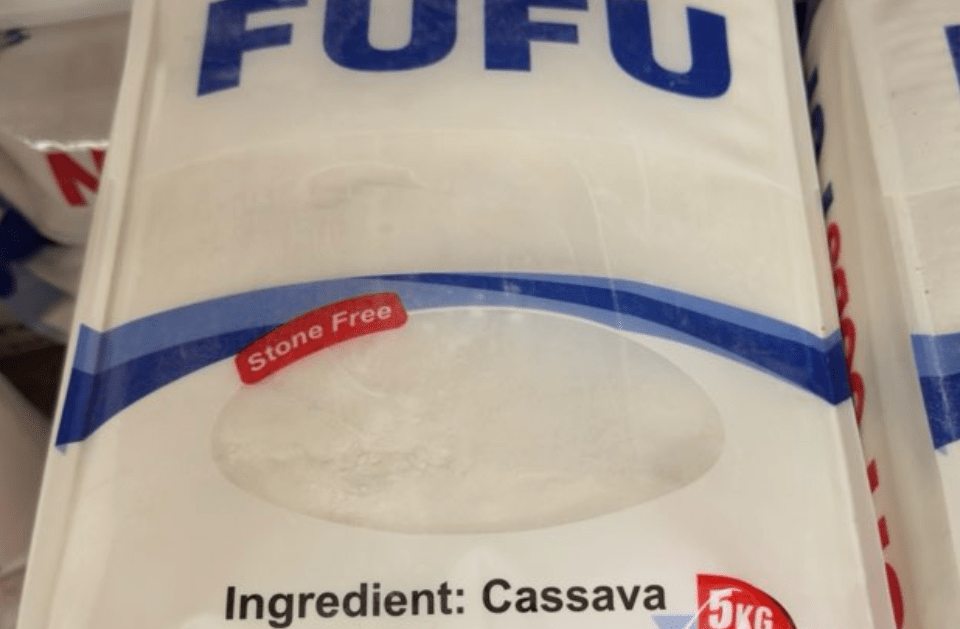 FUFU
Stone Free
Ingredient: Cassava
5KG